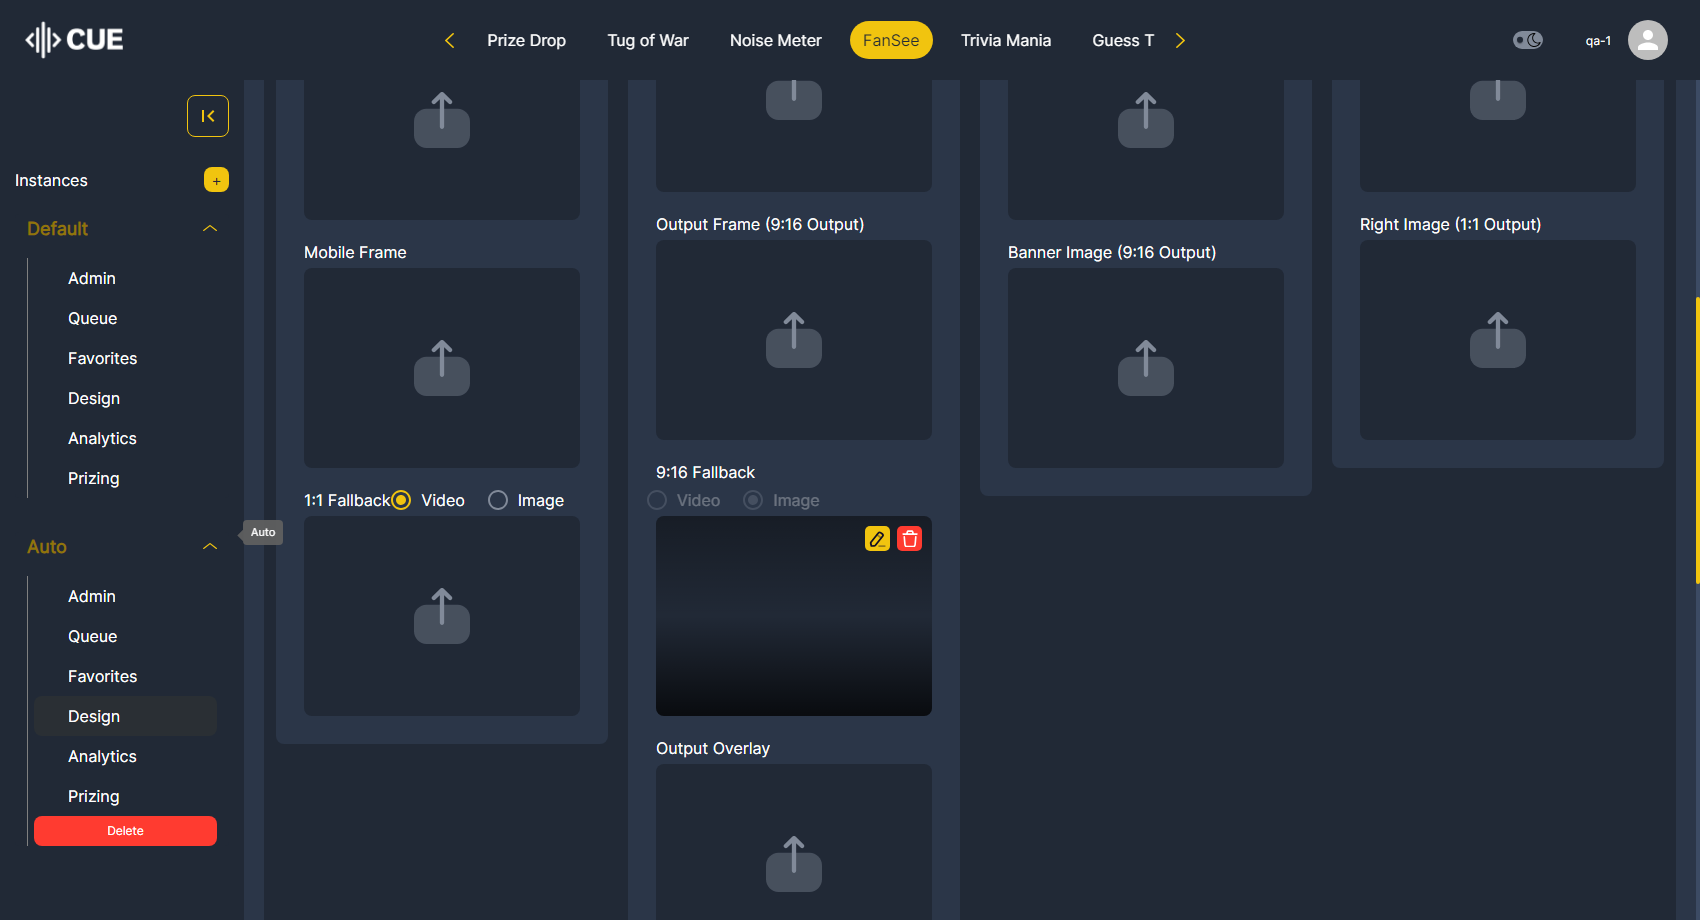 CUE
Prize Drop
Tug of War
Noise Meter
FanSee
Trivia Mania
Guess T
qa-1
Instances
+
Default
Admin
Queue
Favorites
Design
Analytics
Prizing
Auto
Auto
Admin
Queue
Favorites
Design
Analytics
Prizing
Delete
Mobile Frame
1:1 Fallback Video Image
Output Frame (9:16 Output)
9:16 Fallback
Video Image
Output Overlay
Banner Image (9:16 Output)
Right Image (1:1 Output)